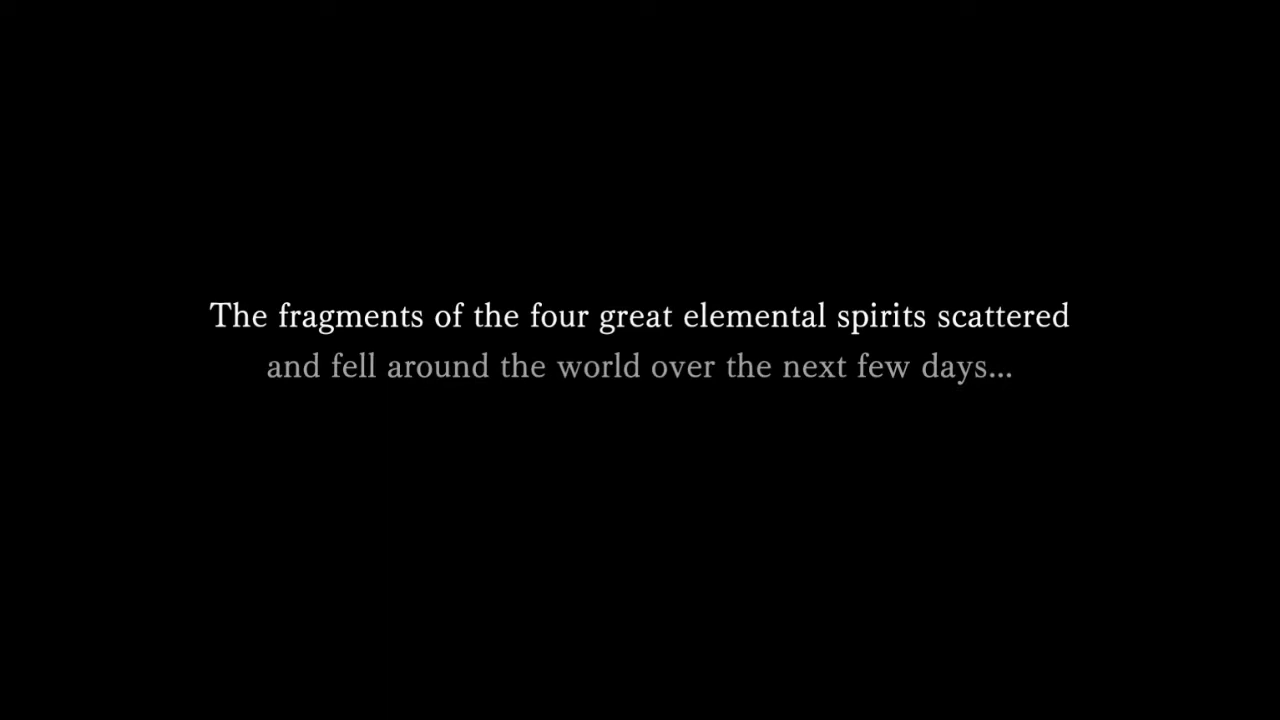 The fragments of the four great elemental spirits scattered
and fell around the world over the next few days...